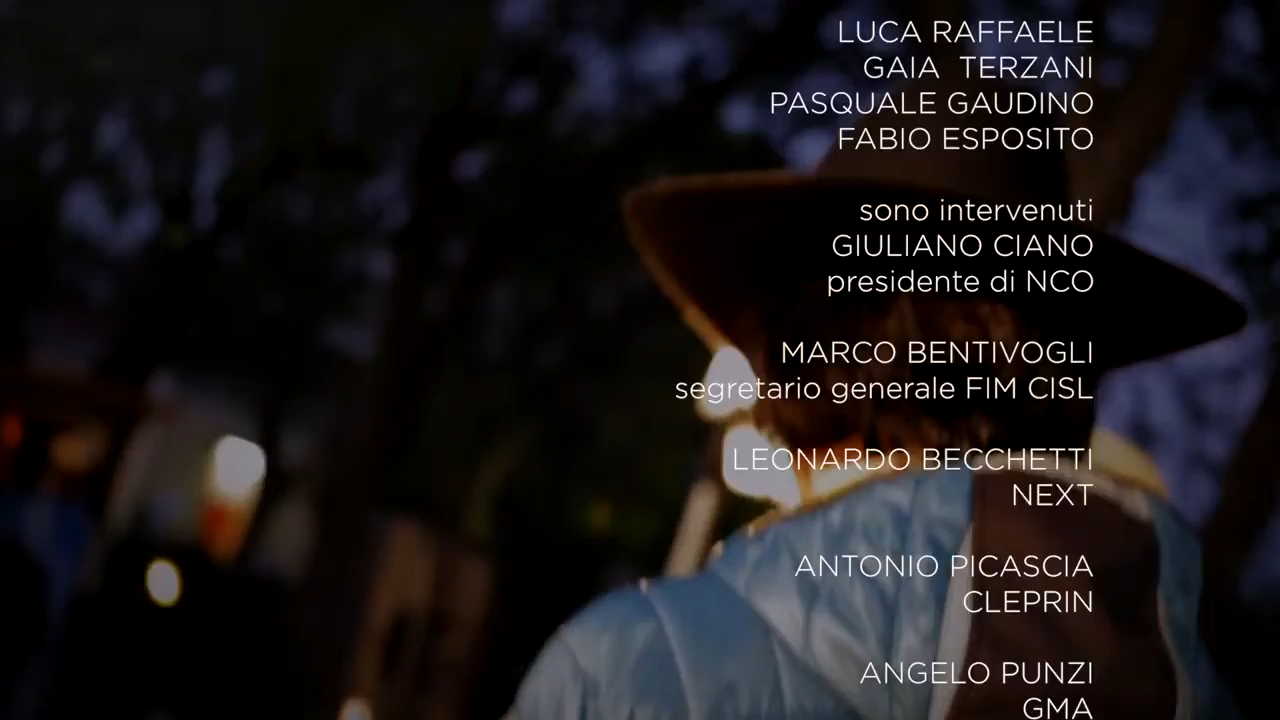 LUCA RAFFAELE
GAIA TERZANI
PASQUALE GAUDINO
FABIO ESPOSITO
sono intervenuti
GIULIANO CIANO
presidente di NCO
MARCO BENTIVOGLI
segretario generale FIM CISL
LEONARDO BECCHETTI
NEXT
ANTONIO PICASCIA
CLEPRIN
ANGELO PUNZI
GMA